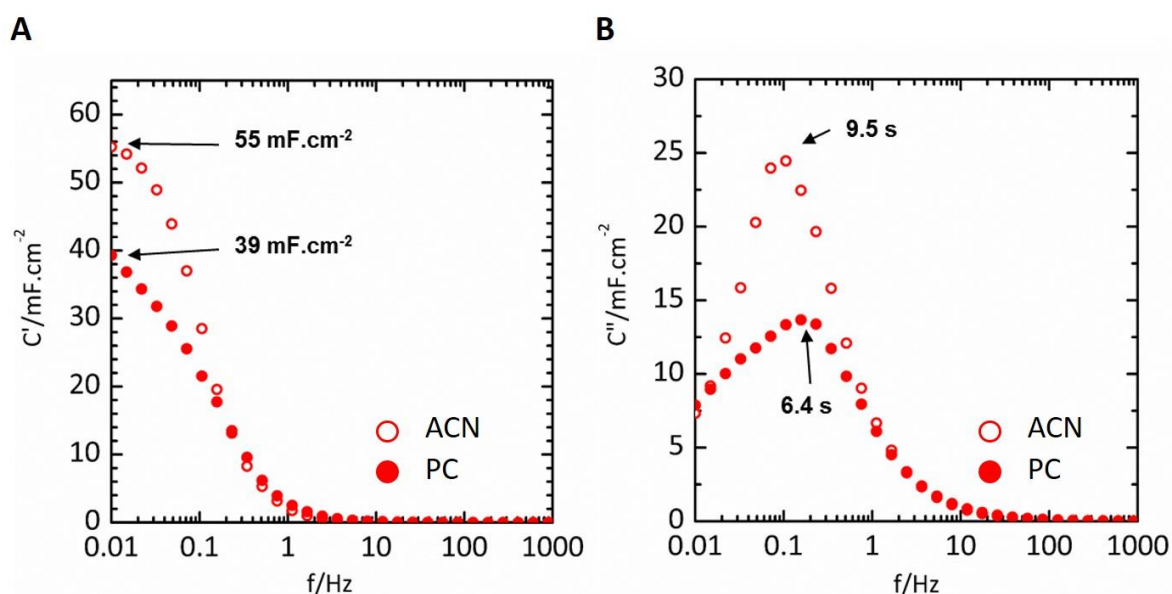 A
C'/mF.cm⁻²
60
50
40
30
20
10
0
55 mF.cm⁻²
39 mF.cm⁻²
ACN
PC
0.01 0.1 1 10 100 1000
f/Hz
B
C''/mF.cm⁻²
30
25
20
15
10
5
0
9.5 s
6.4 s
ACN
PC
0.01 0.1 1 10 100 1000
f/Hz